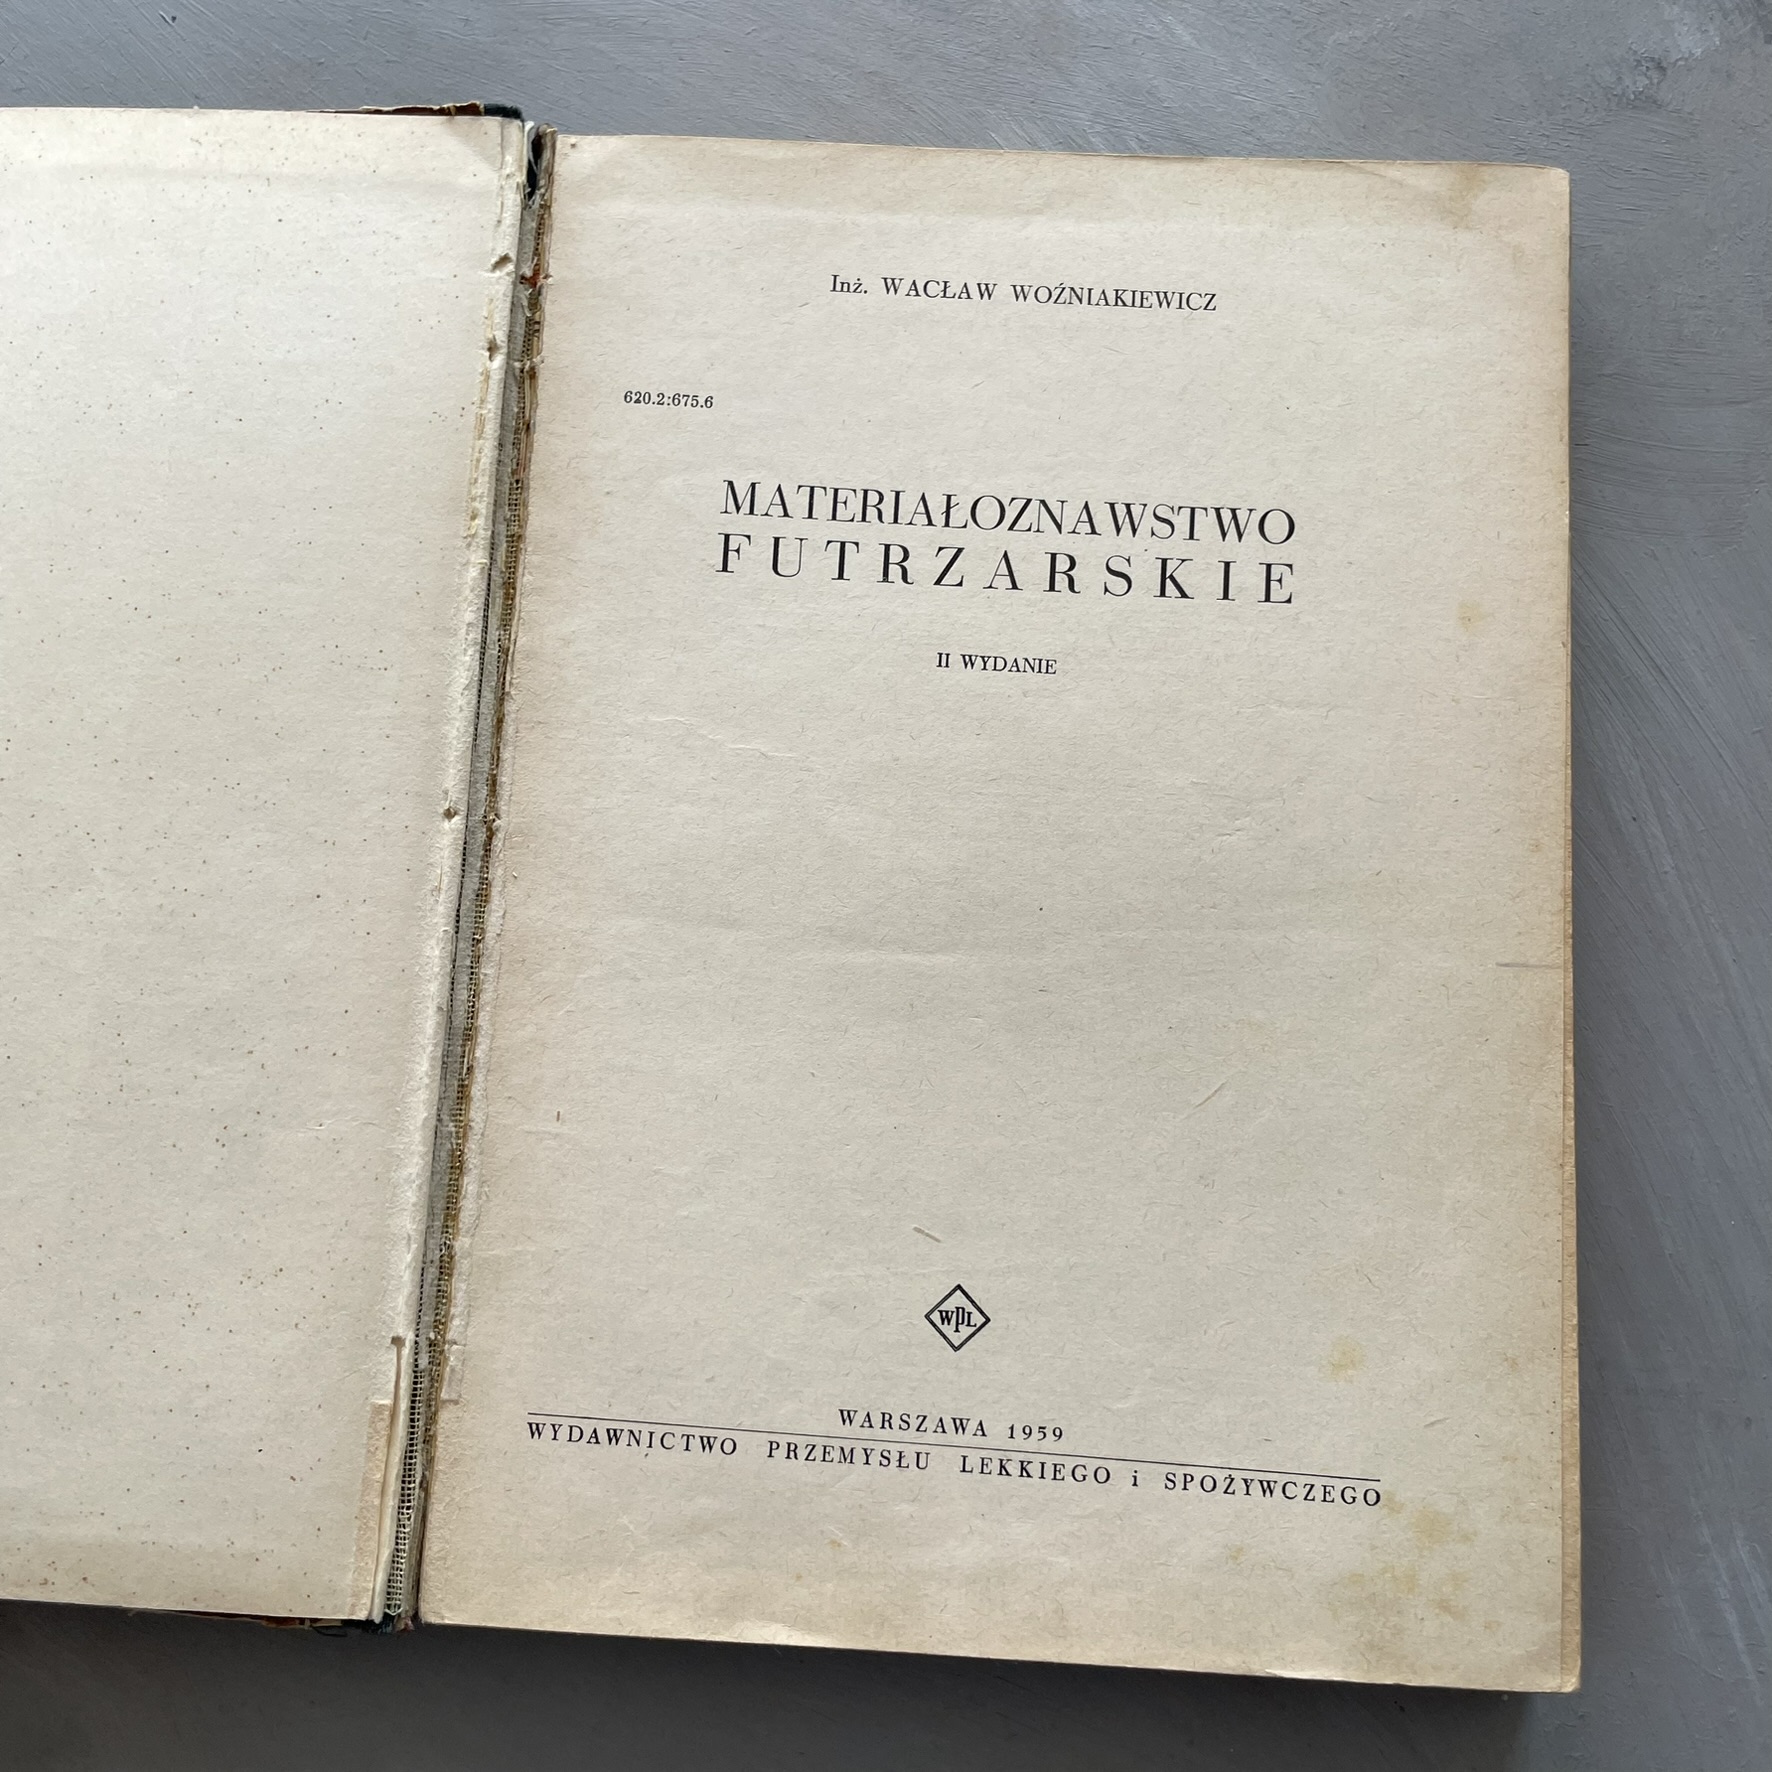 Inż. WACŁAW WOŹNIAKIEWICZ
620.2:675.6
MATERIAŁOZNAWSTWO
FUTRZARSKIE
II WYDANIE
WPL
WARSZAWA 1959
WYDAWNICTWO PRZEMYSŁU LEKKIEGO i SPOŻYWCZEGO